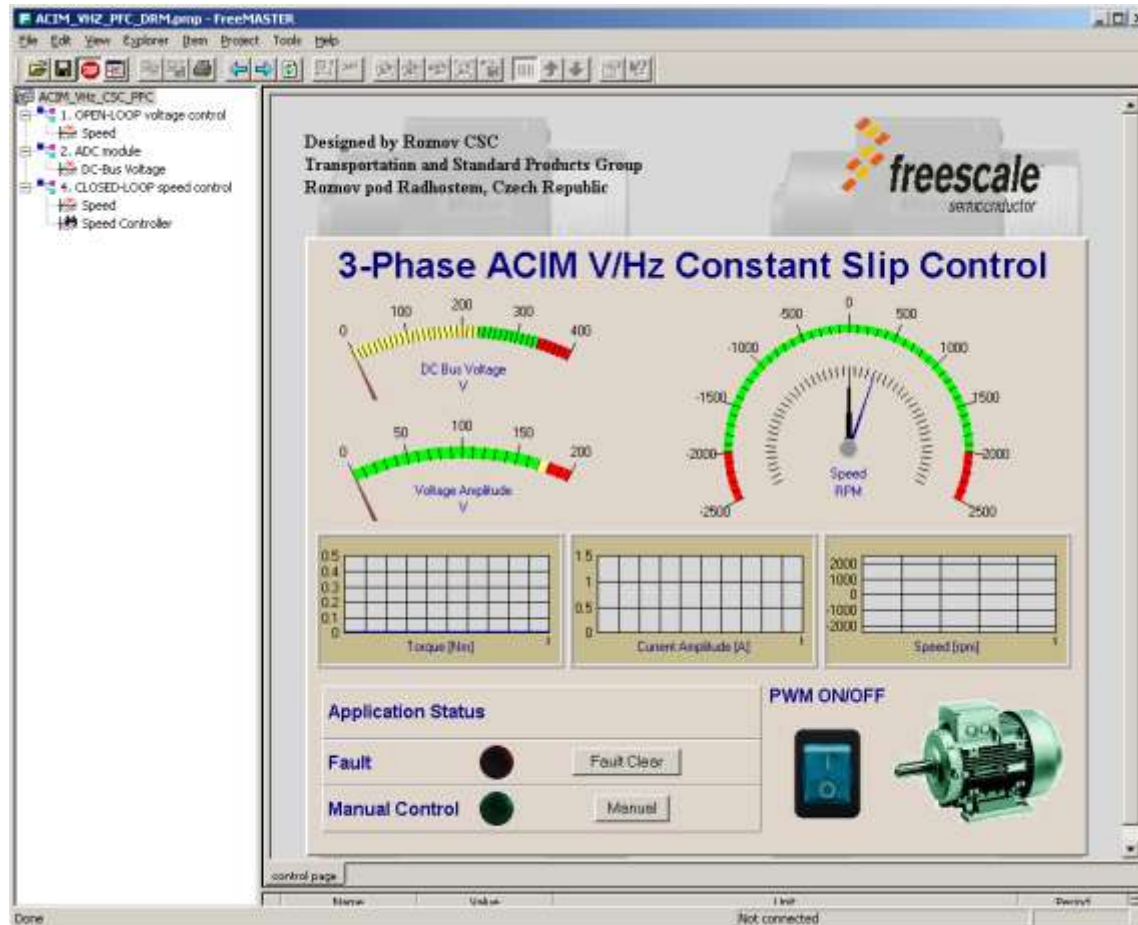 ACIM_VHZ_PFC_DRM.pmp - FreeMASTER
File Edit View Explorer Item Project Tools Help
ACIM_VHz_CSC_PFC
1. OPEN-LOOP voltage control
Speed
2. ADC module
DC-Bus Voltage
4. CLOSED-LOOP speed control
Speed
Speed Controller
Designed by Roznov CSC
Transportation and Standard Products Group
Roznov pod Radhostem, Czech Republic
freescale
semiconductor
3-Phase ACIM V/Hz Constant Slip Control
0 100 200 300 400
DC Bus Voltage
V
0 50 100 150 200
Voltage Amplitude
V
-2500 -2000 -1500 -1000 -500 0 500 1000 1500 2000 2500
Speed
RPM
0.5
0.4
0.3
0.2
0.1
0
Torque [Nm] 1
1.5
1
0.5
0
Current Amplitude [A] 1
2000
1000
0
-1000
-2000
Speed [rpm] 1
Application Status
Fault
Fault Clear
Manual Control
Manual
PWM ON/OFF
control page
Name Value Unit Period
Done
Not connected